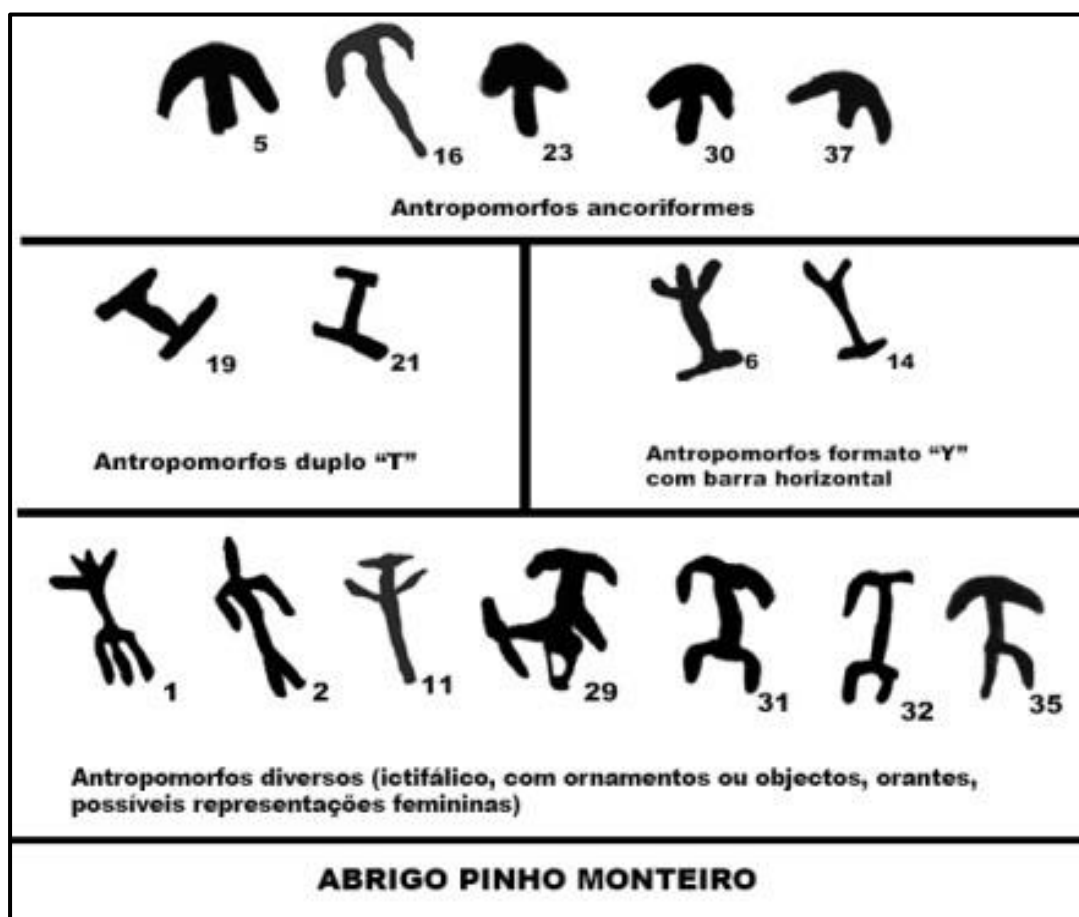 5
16
23
30
37
Antropomorfos ancoriformes
19
21
6
14
Antropomorfos duplo “T”
Antropomorfos formato “Y”
com barra horizontal
1
2
11
29
31
32
35
Antropomorfos diversos (ictifálico, com ornamentos ou objectos, orantes,
possíveis representações femininas)
ABRIGO PINHO MONTEIRO